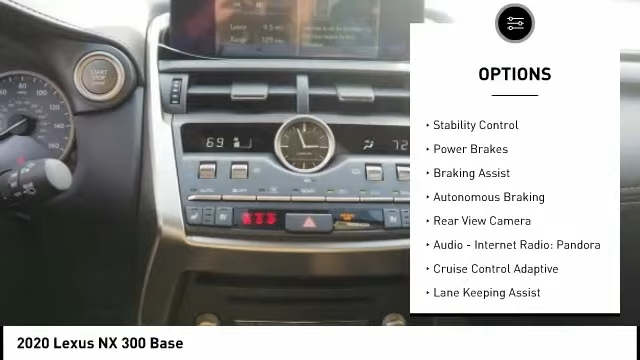 OPTIONS
• Stability Control
• Power Brakes
• Braking Assist
• Autonomous Braking
• Rear View Camera
• Audio - Internet Radio: Pandora
• Cruise Control Adaptive
• Lane Keeping Assist
START
STOP
69
72
AUTO
2020 Lexus NX 300 Base